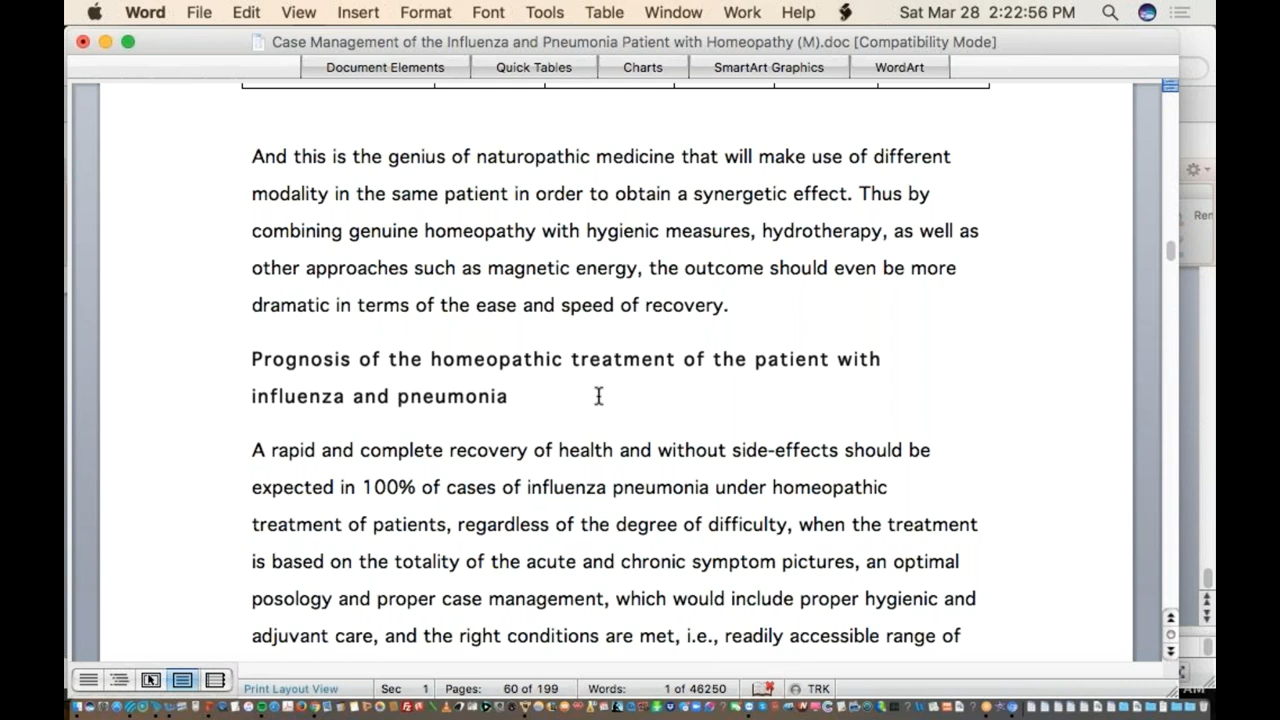 Word File Edit View Insert Format Font Tools Table Window Work Help Sat Mar 28 2:22:56 PM
Case Management of the Influenza and Pneumonia Patient with Homeopathy (M).doc [Compatibility Mode]
Document Elements Quick Tables Charts SmartArt Graphics WordArt
And this is the genius of naturopathic medicine that will make use of different
modality in the same patient in order to obtain a synergetic effect. Thus by
combining genuine homeopathy with hygienic measures, hydrotherapy, as well as
other approaches such as magnetic energy, the outcome should even be more
dramatic in terms of the ease and speed of recovery.
Prognosis of the homeopathic treatment of the patient with
influenza and pneumonia
A rapid and complete recovery of health and without side-effects should be
expected in 100% of cases of influenza pneumonia under homeopathic
treatment of patients, regardless of the degree of difficulty, when the treatment
is based on the totality of the acute and chronic symptom pictures, an optimal
posology and proper case management, which would include proper hygienic and
adjuvant care, and the right conditions are met, i.e., readily accessible range of
Print Layout View Sec 1 Pages: 60 of 199 Words: 1 of 46250 TRK